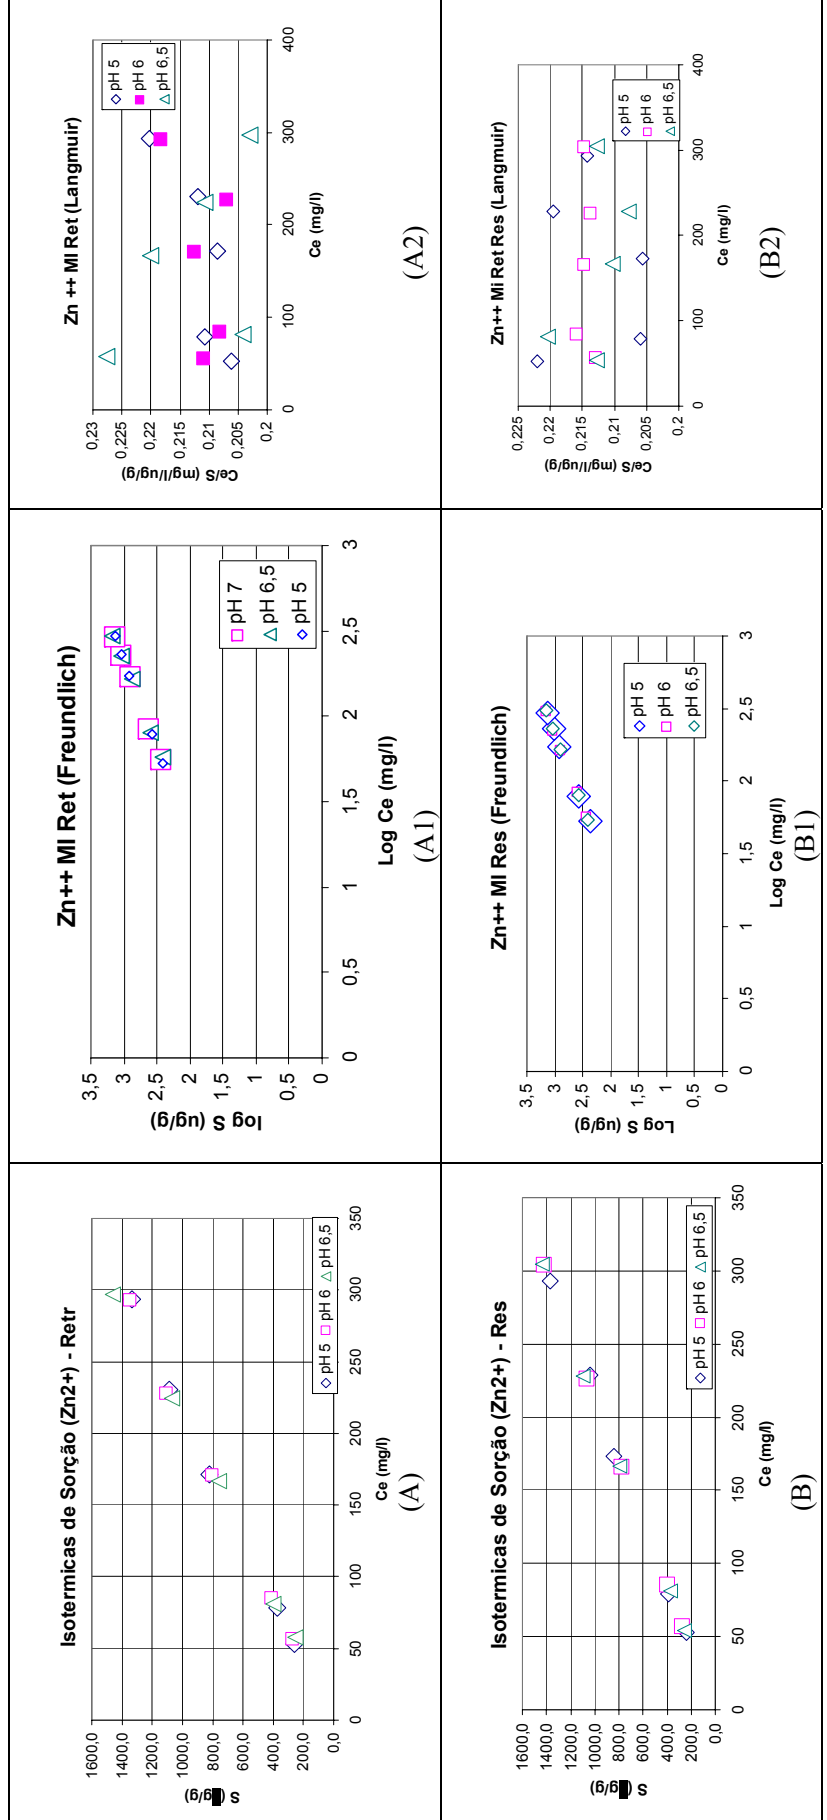 Isotermicas de Sorção (Zn2+) - Retr
1600,0
1400,0
1200,0
1000,0
800,0
600,0
400,0
200,0
0,0
S (g/g)
0 50 100 150 200 250 300 350
Ce (mg/l)
pH 5 pH 6 pH 6,5
(A)
Zn++ MI Ret (Freundlich)
3,5
3
2,5
2
1,5
1
0,5
0
log S (ug/g)
0 0,5 1 1,5 2 2,5 3
Log Ce (mg/l)
pH 7
pH 6,5
pH 5
(A1)
Zn ++ MI Ret (Langmuir)
0,23
0,225
0,22
0,215
0,21
0,205
0,2
Ce/S (mg/l/ug/g)
0 100 200 300 400
Ce (mg/l)
pH 5
pH 6
pH 6,5
(A2)
Isotermicas de Sorção (Zn2+) - Res
1600,0
1400,0
1200,0
1000,0
800,0
600,0
400,0
200,0
0,0
S (g/g)
0 50 100 150 200 250 300 350
Ce (mg/l)
pH 5 pH 6 pH 6,5
(B)
Zn++ MI Res (Freundlich)
3,5
3
2,5
2
1,5
1
0,5
0
Log S (ug/g)
0 0,5 1 1,5 2 2,5 3
Log Ce (mg/l)
pH 5
pH 6
pH 6,5
(B1)
Zn++ Mi Ret Res (Langmuir)
0,225
0,22
0,215
0,21
0,205
0,2
Ce/S (mg/l/ug/g)
0 100 200 300 400
Ce (mg/l)
pH 5
pH 6
pH 6,5
(B2)